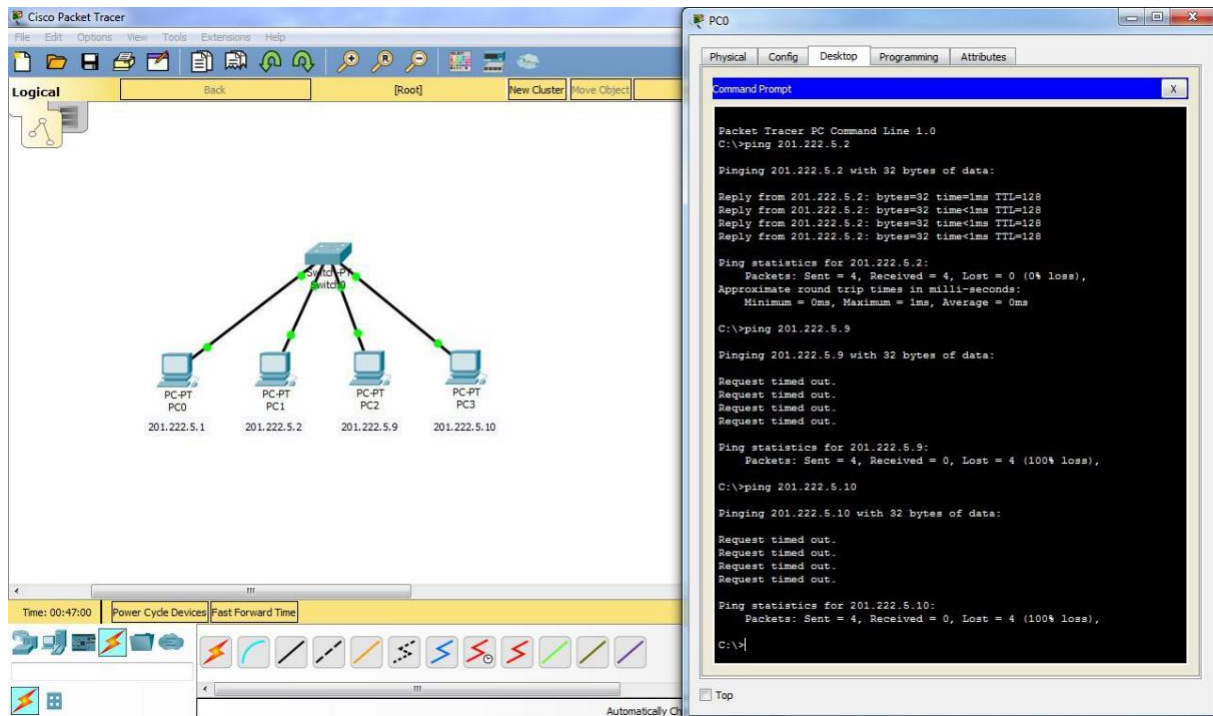 Cisco Packet Tracer
File Edit Options View Tools Extensions Help
Logical
Back
[Root]
New Cluster
Move Object
Switch-PT
Switch0
PC-PT
PC0
201.222.5.1
PC-PT
PC1
201.222.5.2
PC-PT
PC2
201.222.5.9
PC-PT
PC3
201.222.5.10
Time: 00:47:00
Power Cycle Devices
Fast Forward Time
Automatically Ch
PC0
Physical
Config
Desktop
Programming
Attributes
Command Prompt
X
Packet Tracer PC Command Line 1.0
C:\>ping 201.222.5.2
Pinging 201.222.5.2 with 32 bytes of data:
Reply from 201.222.5.2: bytes=32 time=1ms TTL=128
Reply from 201.222.5.2: bytes=32 time<1ms TTL=128
Reply from 201.222.5.2: bytes=32 time<1ms TTL=128
Reply from 201.222.5.2: bytes=32 time<1ms TTL=128
Ping statistics for 201.222.5.2:
Packets: Sent = 4, Received = 4, Lost = 0 (0% loss),
Approximate round trip times in milli-seconds:
Minimum = 0ms, Maximum = 1ms, Average = 0ms
C:\>ping 201.222.5.9
Pinging 201.222.5.9 with 32 bytes of data:
Request timed out.
Request timed out.
Request timed out.
Request timed out.
Ping statistics for 201.222.5.9:
Packets: Sent = 4, Received = 0, Lost = 4 (100% loss),
C:\>ping 201.222.5.10
Pinging 201.222.5.10 with 32 bytes of data:
Request timed out.
Request timed out.
Request timed out.
Request timed out.
Ping statistics for 201.222.5.10:
Packets: Sent = 4, Received = 0, Lost = 4 (100% loss),
C:\>
Top